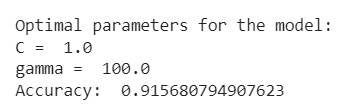 Optimal parameters for the model:
C =  1.0
gamma =  100.0
Accuracy:  0.915680794907623